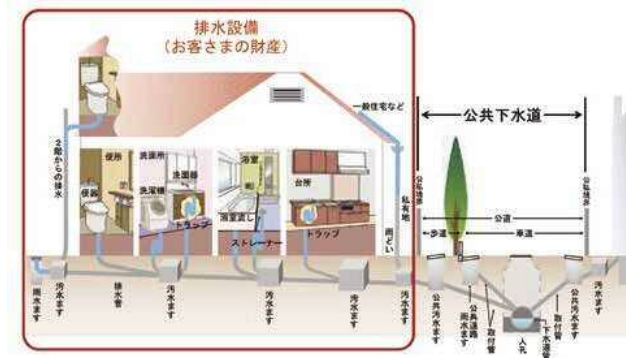 排水設備
(お客さまの財産)
一般住宅など
公共下水道
2階からの排水
便所
便器
洗面所
洗面器
洗濯機
トラップ
浴室
浴室流し
ストレーナー
台所
トラップ
雨どい
私有地
公私境界
公私境界
公道
歩道
車道
雨水ます
汚水ます
排水管
汚水ます
汚水ます
汚水ます
汚水ます
公共汚水ます
公共道路雨水ます
取付管
人孔
下水道管
取付管
公共汚水ます
汚水ます